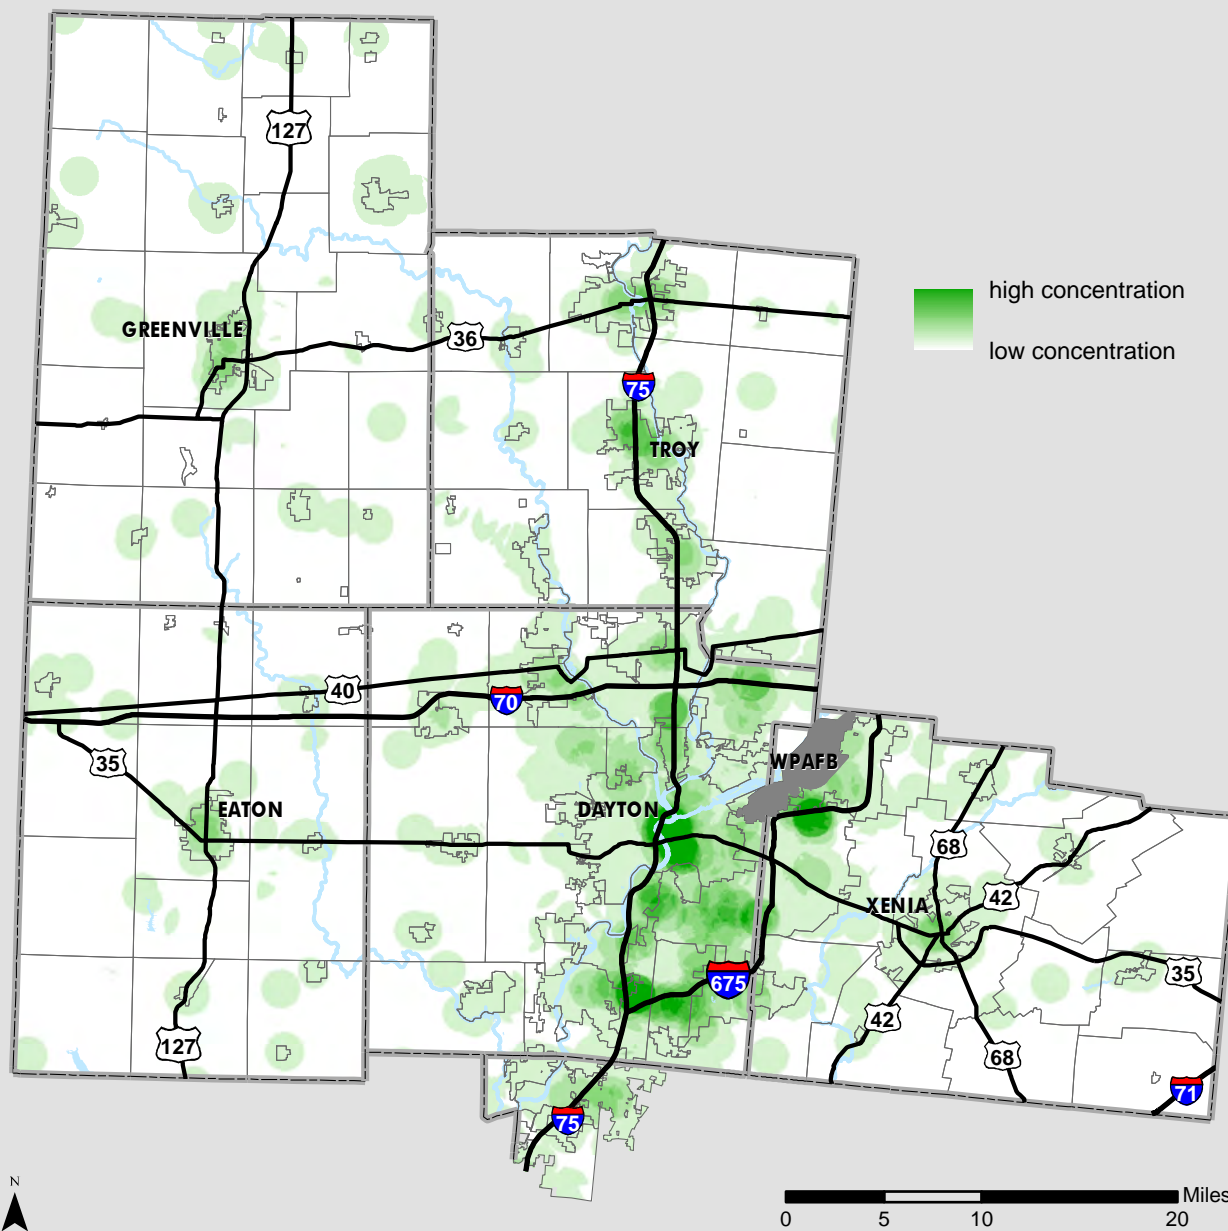 127
high concentration
GREENVILLE
36
low concentration
75
TROY
40
70
35
WPAFB
EATON
DAYTON
68
42
XENIA
35
675
42
127
68
71
75
N
Miles
0 5 10 20